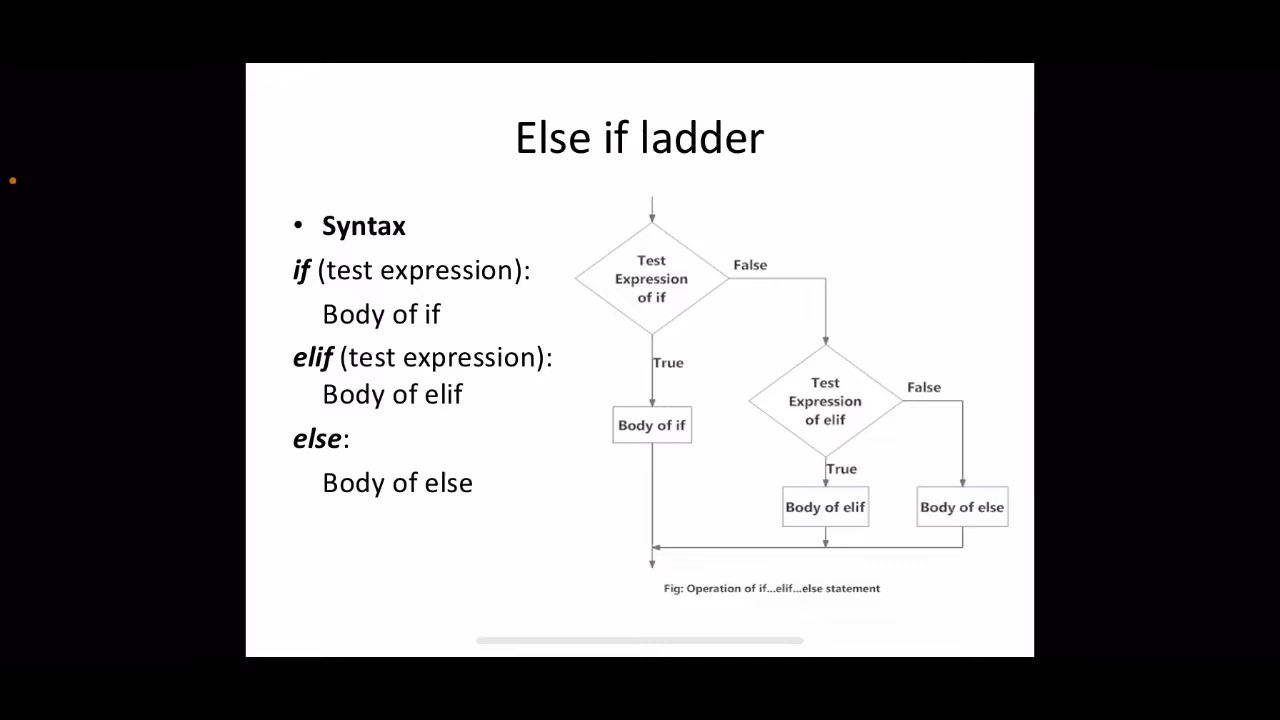 Else if ladder
• Syntax
if (test expression):
Body of if
elif (test expression):
Body of elif
else:
Body of else
Test
Expression
of if
False
True
Body of if
Test
Expression
of elif
False
True
Body of elif
Body of else
Fig: Operation of if...elif...else statement